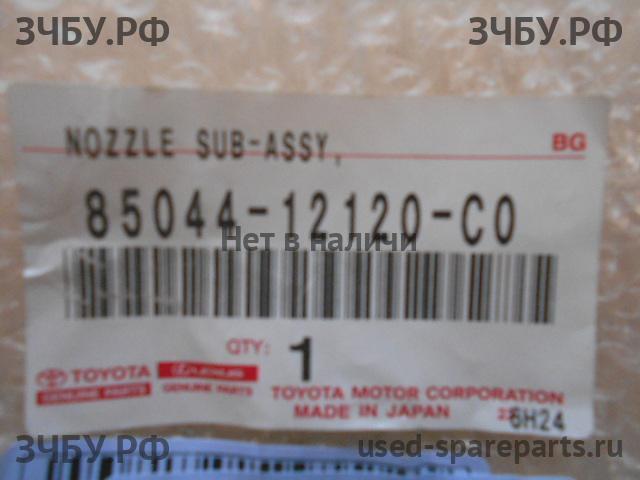 ЗЧБУ.РФ ЗЧБУ.РФ
NOZZLE SUB-ASSY, BG
85044-12120-C0
Нет в наличи
QTY: 1
TOYOTA LEXUS
GENUINE PARTS GENUINE PARTS
TOYOTA MOTOR CORPORATION
MADE IN JAPAN 6H24
ЗЧБУ.РФ used-spareparts.ru